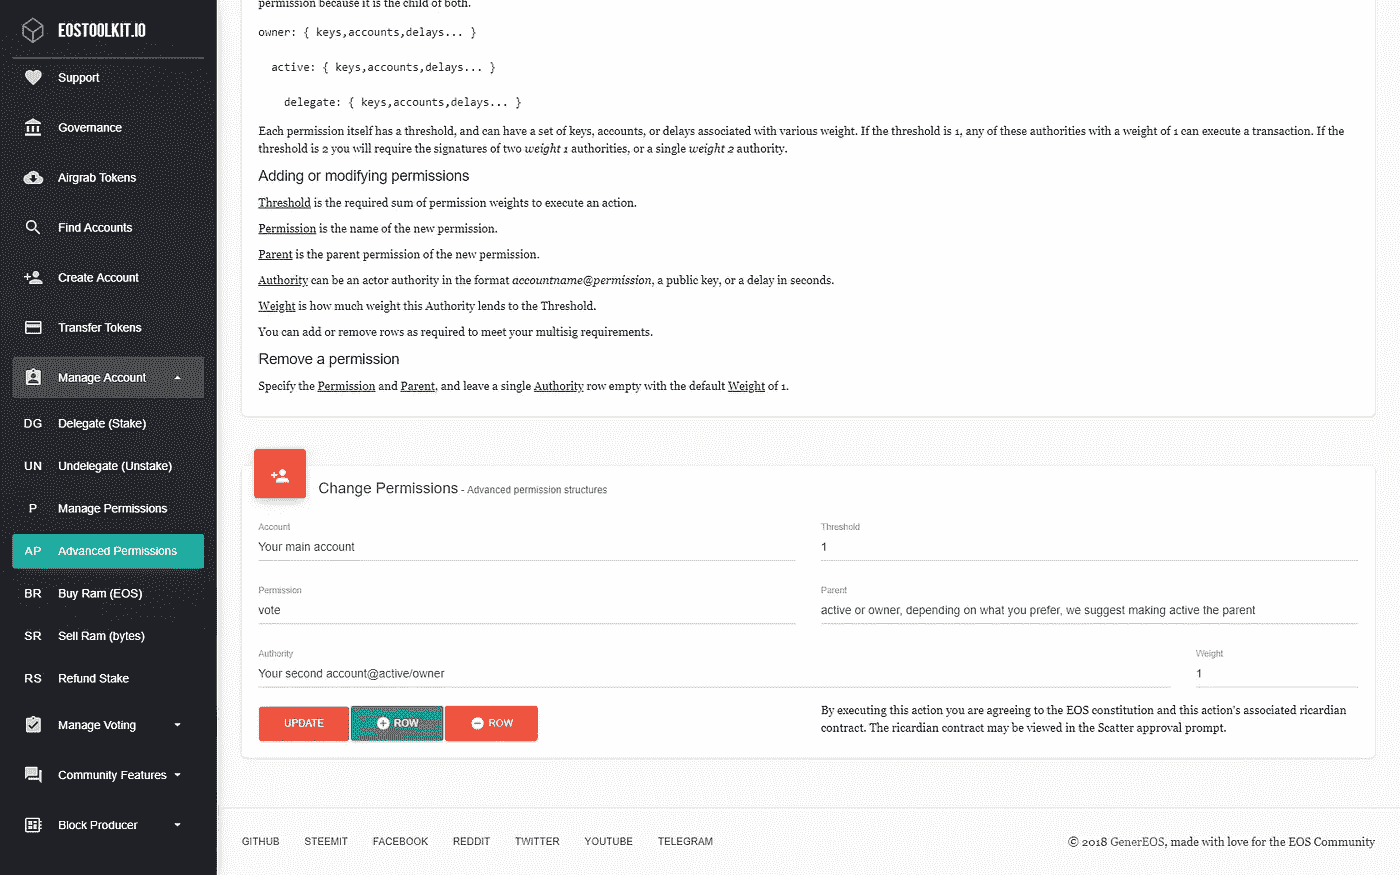 EOSTOOLKIT.IO
Support
Governance
Airgrab Tokens
Find Accounts
Create Account
Transfer Tokens
Manage Account
DG Delegate (Stake)
UN Undelegate (Unstake)
P Manage Permissions
AP Advanced Permissions
BR Buy Ram (EOS)
SR Sell Ram (bytes)
RS Refund Stake
Manage Voting
Community Features
Block Producer
permission because it is the child of both.
owner: { keys,accounts,delays... }
active: { keys,accounts,delays... }
delegate: { keys,accounts,delays... }
Each permission itself has a threshold, and can have a set of keys, accounts, or delays associated with various weight. If the threshold is 1, any of these authorities with a weight of 1 can execute a transaction. If the
threshold is 2 you will require the signatures of two weight 1 authorities, or a single weight 2 authority.
Adding or modifying permissions
Threshold is the required sum of permission weights to execute an action.
Permission is the name of the new permission.
Parent is the parent permission of the new permission.
Authority can be an actor authority in the format accountname@permission, a public key, or a delay in seconds.
Weight is how much weight this Authority lends to the Threshold.
You can add or remove rows as required to meet your multisig requirements.
Remove a permission
Specify the Permission and Parent, and leave a single Authority row empty with the default Weight of 1.
Change Permissions - Advanced permission structures
Account
Your main account
Threshold
1
Permission
vote
Parent
active or owner, depending on what you prefer, we suggest making active the parent
Authority
Your second account@active/owner
Weight
1
UPDATE
ROW
ROW
By executing this action you are agreeing to the EOS constitution and this action's associated ricardian
contract. The ricardian contract may be viewed in the Scatter approval prompt.
GITHUB STEEMIT FACEBOOK REDDIT TWITTER YOUTUBE TELEGRAM
© 2018 GenerEOS, made with love for the EOS Community